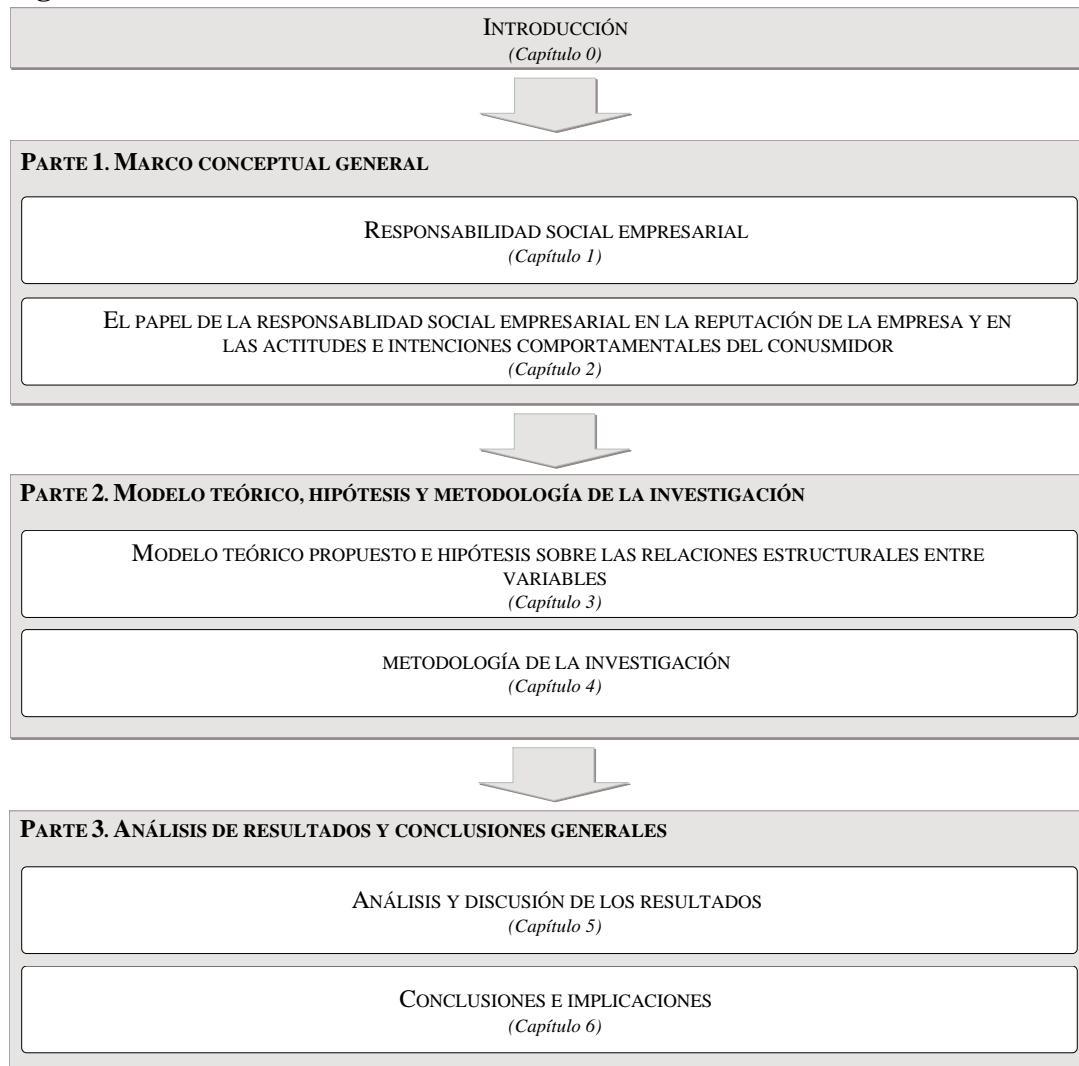 INTRODUCCIÓN
(Capítulo 0)
PARTE 1. MARCO CONCEPTUAL GENERAL
RESPONSABILIDAD SOCIAL EMPRESARIAL
(Capítulo 1)
EL PAPEL DE LA RESPONSABLIDAD SOCIAL EMPRESARIAL EN LA REPUTACIÓN DE LA EMPRESA Y EN
LAS ACTITUDES E INTENCIONES COMPORTAMENTALES DEL CONUSMIDOR
(Capítulo 2)
PARTE 2. MODELO TEÓRICO, HIPÓTESIS Y METODOLOGÍA DE LA INVESTIGACIÓN
MODELO TEÓRICO PROPUESTO E HIPÓTESIS SOBRE LAS RELACIONES ESTRUCTURALES ENTRE
VARIABLES
(Capítulo 3)
METODOLOGÍA DE LA INVESTIGACIÓN
(Capítulo 4)
PARTE 3. ANÁLISIS DE RESULTADOS Y CONCLUSIONES GENERALES
ANÁLISIS Y DISCUSIÓN DE LOS RESULTADOS
(Capítulo 5)
CONCLUSIONES E IMPLICACIONES
(Capítulo 6)